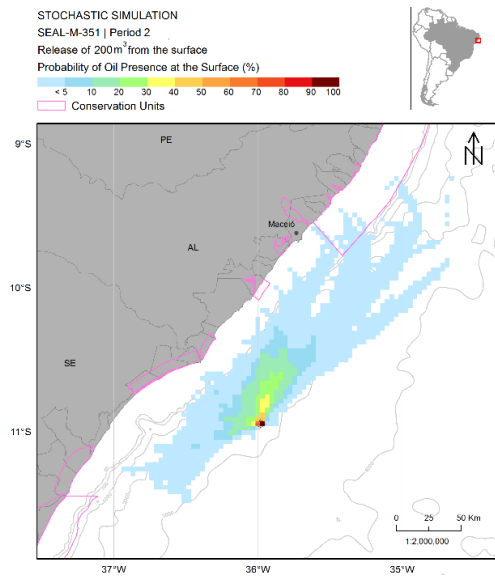 STOCHASTIC SIMULATION
SEAL-M-351 | Period 2
Release of 200m³ from the surface
Probability of Oil Presence at the Surface (%)
< 5 10 20 30 40 50 60 70 80 90 100
Conservation Units
9°S
PE
N
Maceió
AL
10°S
SE
11°S
0 25 50 Km
1:2,000,000
37°W 36°W 35°W